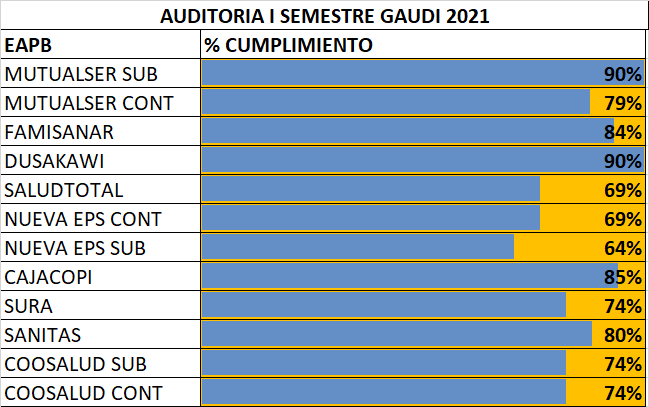 AUDITORIA I SEMESTRE GAUDI 2021
EAPB % CUMPLIMIENTO
MUTUALSER SUB 90%
MUTUALSER CONT 79%
FAMISANAR 84%
DUSAKAWI 90%
SALUDTOTAL 69%
NUEVA EPS CONT 69%
NUEVA EPS SUB 64%
CAJACOPI 85%
SURA 74%
SANITAS 80%
COOSALUD SUB 74%
COOSALUD CONT 74%